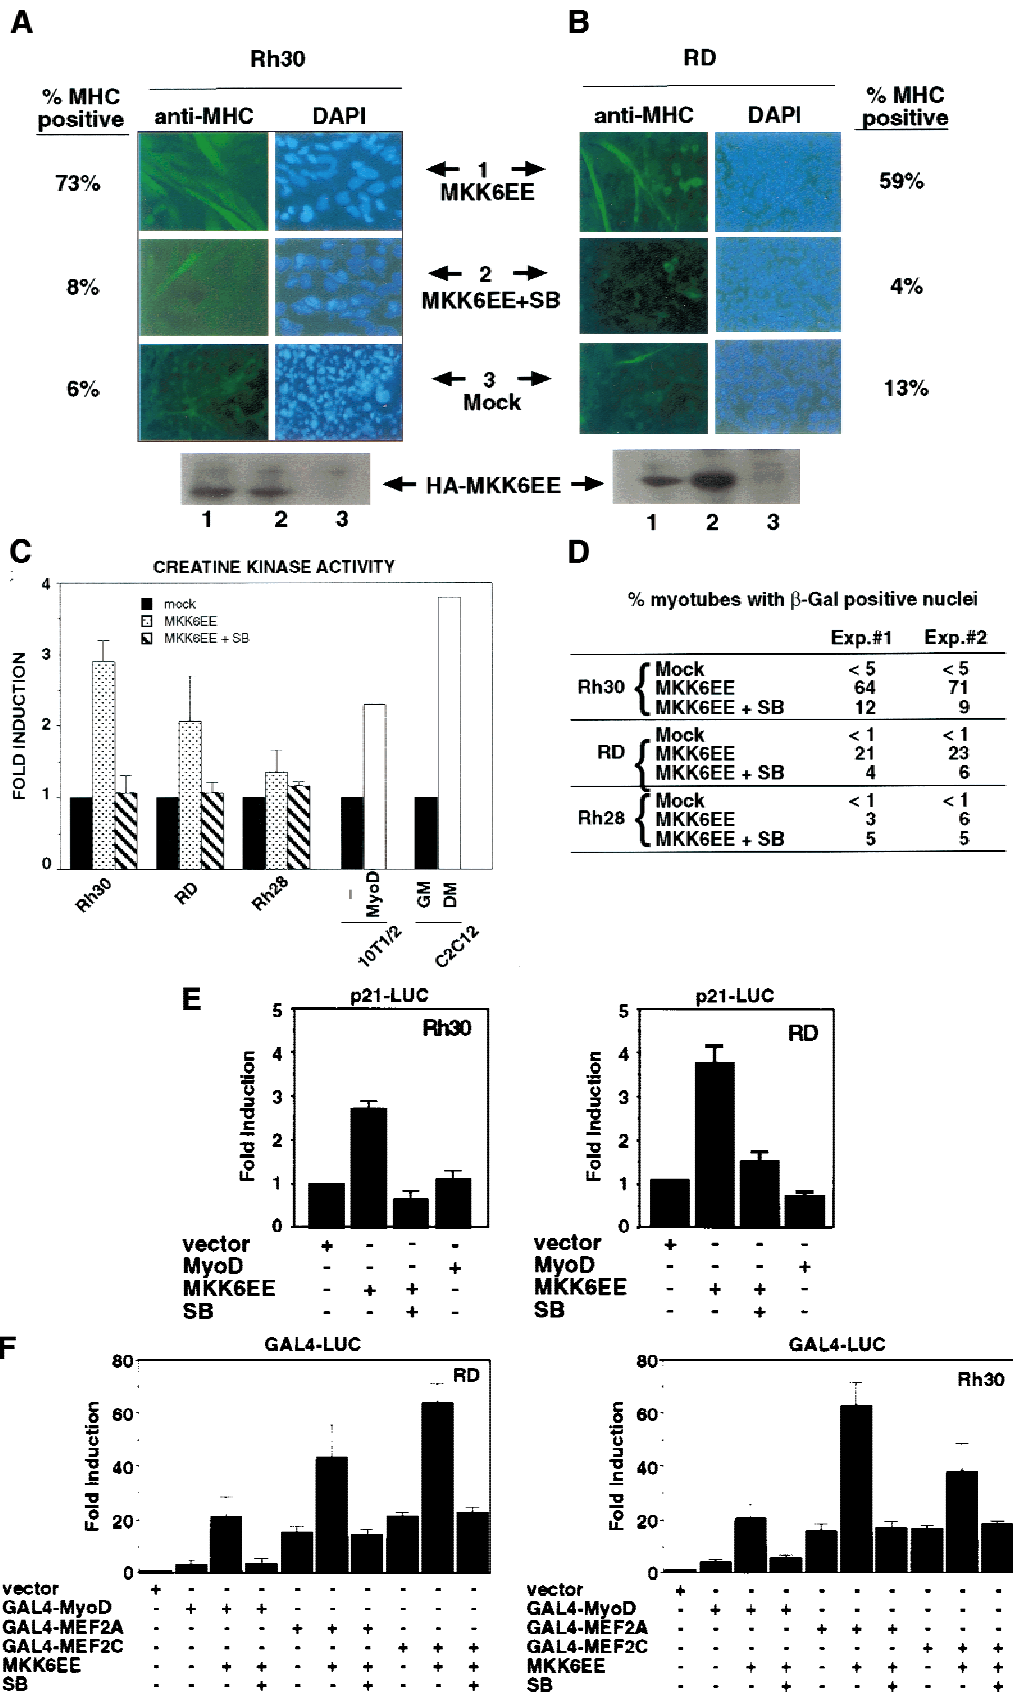 A
B
Rh30
RD
% MHC positive
anti-MHC DAPI
anti-MHC DAPI
% MHC positive
73%
1
MKK6EE
59%
8%
2
MKK6EE+SB
4%
6%
3
Mock
13%
HA-MKK6EE
1 2 3
1 2 3
C
CREATINE KINASE ACTIVITY
FOLD INDUCTION
4
3
2
1
0
mock
MKK6EE
MKK6EE + SB
Rh30
RD
Rh28
-
MyoD
10T1/2
GM
DM
C2C12
D
% myotubes with β-Gal positive nuclei
Exp.#1 Exp.#2
Rh30
Mock < 5 < 5
MKK6EE 64 71
MKK6EE + SB 12 9
RD
Mock < 1 < 1
MKK6EE 21 23
MKK6EE + SB 4 6
Rh28
Mock < 1 < 1
MKK6EE 3 6
MKK6EE + SB 5 5
E
p21-LUC
Rh30
Fold Induction
5
4
3
2
1
0
vector + - - -
MyoD - - - +
MKK6EE - + + -
SB - - + -
p21-LUC
RD
Fold Induction
5
4
3
2
1
0
vector + - - -
MyoD - - - +
MKK6EE - + + -
SB - - + -
F
GAL4-LUC
RD
Fold Induction
80
60
40
20
0
vector + - - - - - - - - -
GAL4-MyoD - + + + - - - - - -
GAL4-MEF2A - - - - + + + - - -
GAL4-MEF2C - - - - - - - + + +
MKK6EE - - + + - + + - + +
SB - - - + - - + - - +
GAL4-LUC
Rh30
Fold Induction
80
60
40
20
0
vector + - - - - - - - - -
GAL4-MyoD - + + + - - - - - -
GAL4-MEF2A - - - - + + + - - -
GAL4-MEF2C - - - - - - - + + +
MKK6EE - - + + - + + - + +
SB - - - + - - + - - +